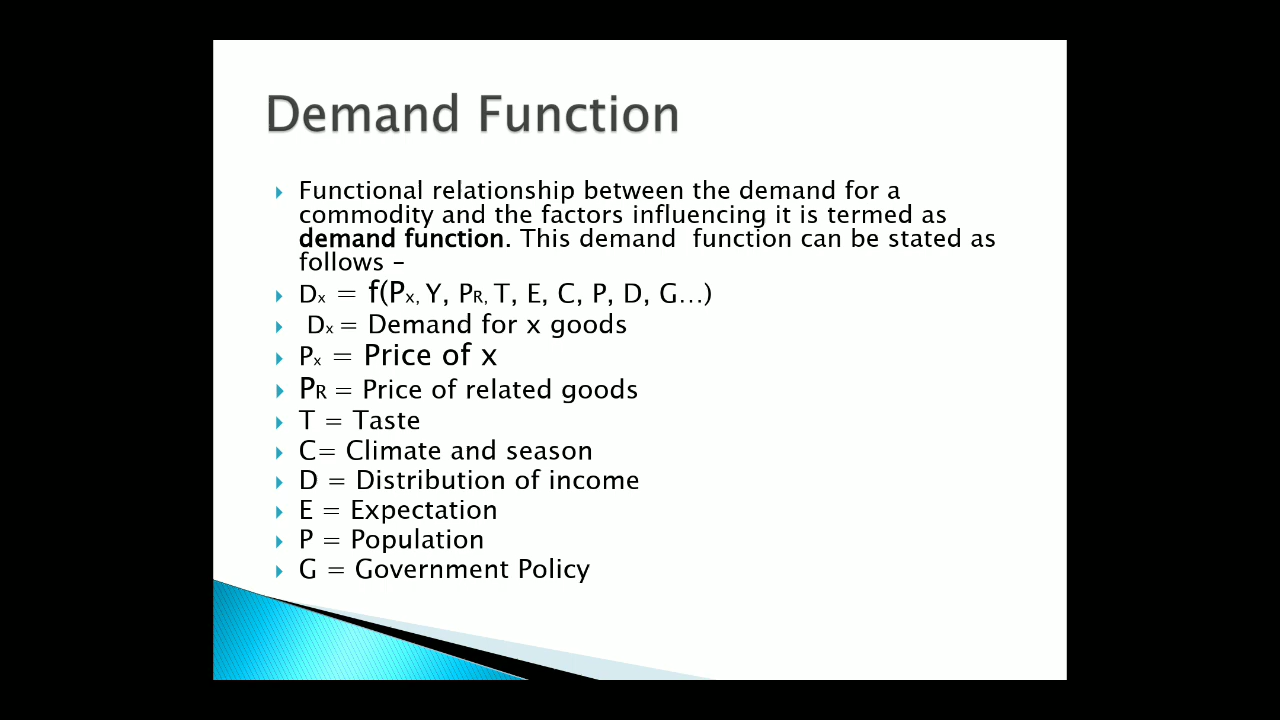 Demand Function
Functional relationship between the demand for a
commodity and the factors influencing it is termed as
demand function. This demand  function can be stated as
follows –
Dx = f(Px, Y, PR, T, E, C, P, D, G…)
Dx = Demand for x goods
Px = Price of x
PR = Price of related goods
T = Taste
C= Climate and season
D = Distribution of income
E = Expectation
P = Population
G = Government Policy